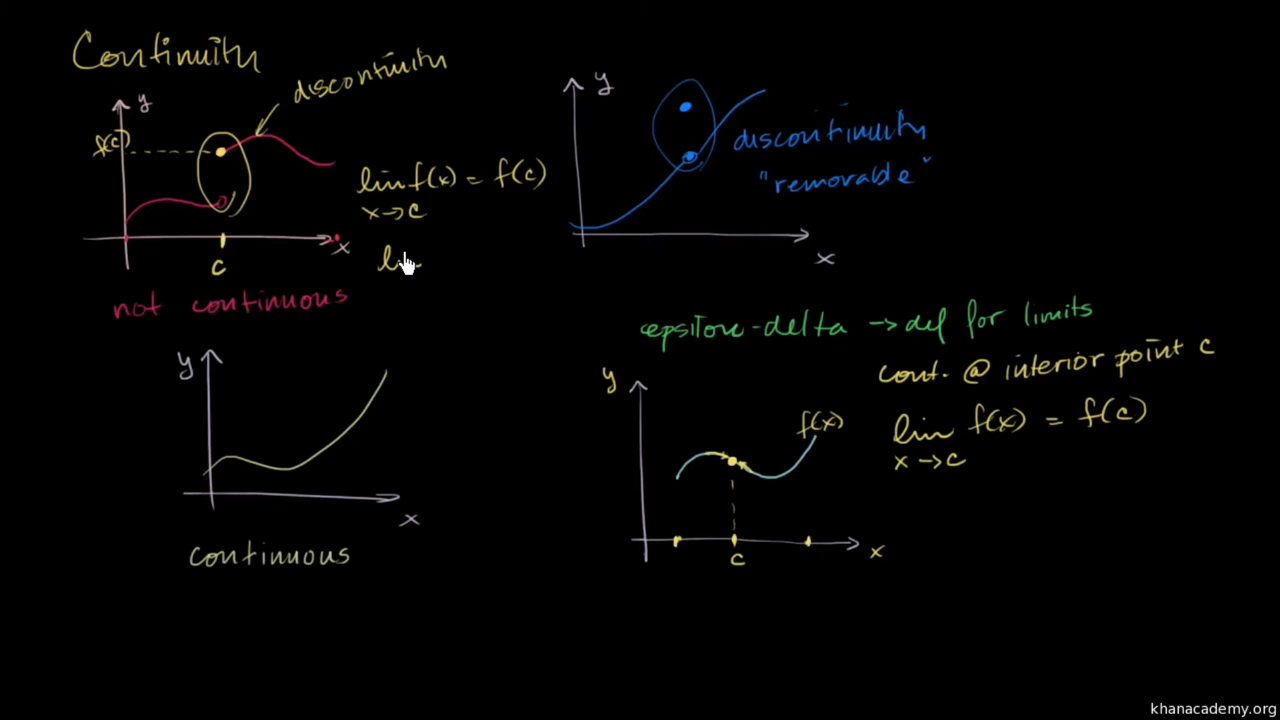 Continuity
discontinuity
y
f(c)
lim f(x) = f(c)
x→c
x
c
li
not continuous
y
discontinuity
"removable"
x
epsilon-delta → def for limits
cont. @ interior point c
lim f(x) = f(c)
x→c
y
x
continuous
y
f(x)
c
x
khanacademy.org